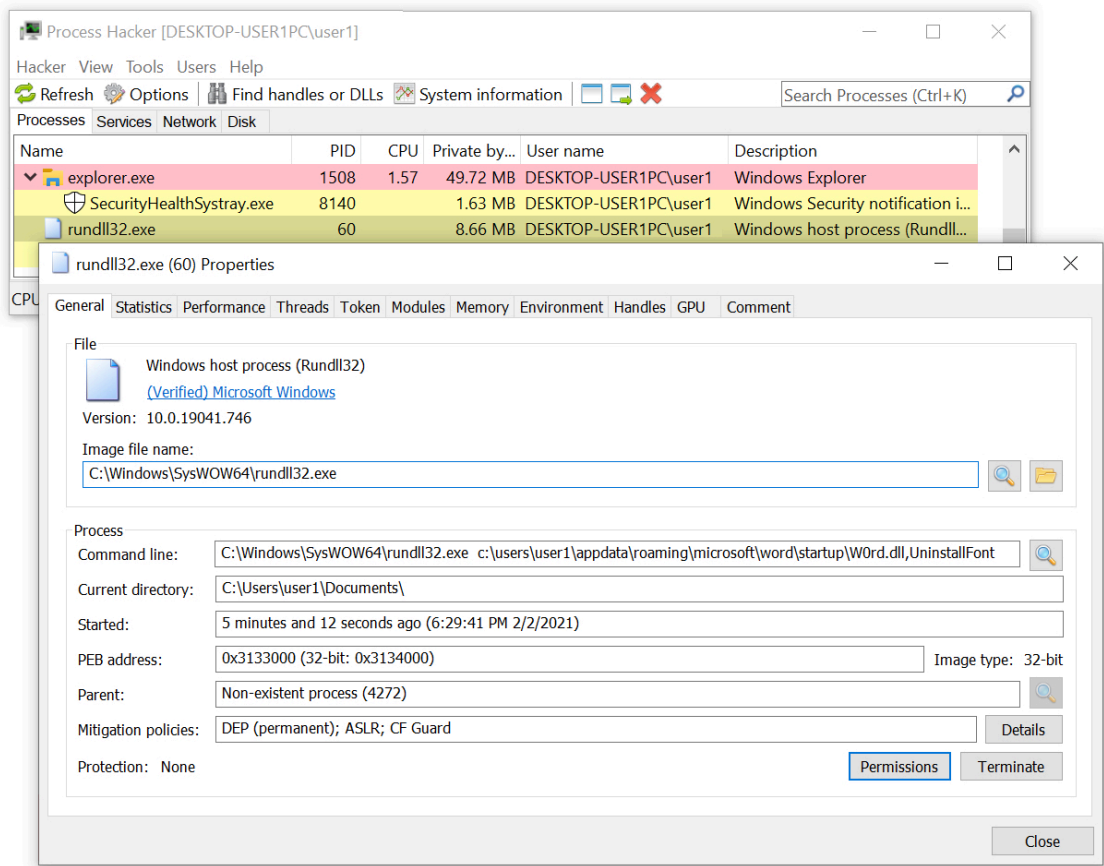 Process Hacker [DESKTOP-USER1PC\user1]
Hacker View Tools Users Help
Refresh Options Find handles or DLLs System information Search Processes (Ctrl+K)
Processes Services Network Disk
Name PID CPU Private by... User name Description
explorer.exe 1508 1.57 49.72 MB DESKTOP-USER1PC\user1 Windows Explorer
SecurityHealthSystray.exe 8140 1.63 MB DESKTOP-USER1PC\user1 Windows Security notification i...
rundll32.exe 60 8.66 MB DESKTOP-USER1PC\user1 Windows host process (Rundll...
CPU
rundll32.exe (60) Properties
General Statistics Performance Threads Token Modules Memory Environment Handles GPU Comment
File
Windows host process (Rundll32)
(Verified) Microsoft Windows
Version: 10.0.19041.746
Image file name:
C:\Windows\SysWOW64\rundll32.exe
Process
Command line: C:\Windows\SysWOW64\rundll32.exe c:\users\user1\appdata\roaming\microsoft\word\startup\W0rd.dll,UninstallFont
Current directory: C:\Users\user1\Documents\
Started: 5 minutes and 12 seconds ago (6:29:41 PM 2/2/2021)
PEB address: 0x3133000 (32-bit: 0x3134000) Image type: 32-bit
Parent: Non-existent process (4272)
Mitigation policies: DEP (permanent); ASLR; CF Guard Details
Protection: None Permissions Terminate
Close